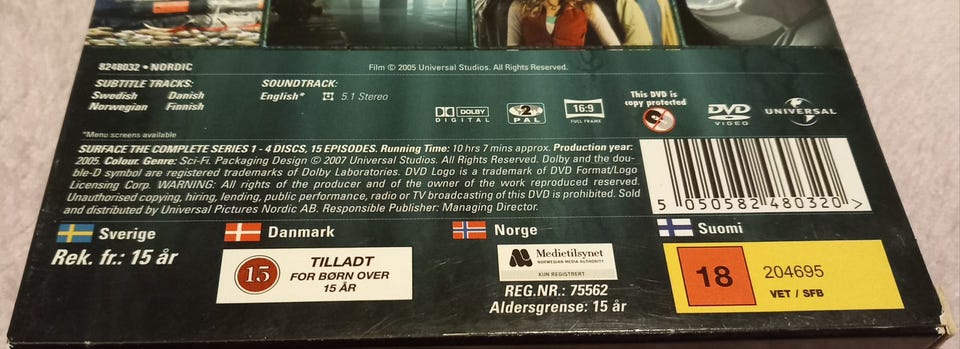 8248032 • NORDIC
Film © 2005 Universal Studios. All Rights Reserved.
SUBTITLE TRACKS:
Swedish Danish
Norwegian Finnish
*Menu screens available
SOUNDTRACK:
English* 5.1 Stereo
DOLBY
DIGITAL
2
PAL
16:9
FULL FRAME
This DVD is
copy protected
DVD
VIDEO
UNIVERSAL
SURFACE THE COMPLETE SERIES 1 - 4 DISCS, 15 EPISODES. Running Time: 10 hrs 7 mins approx. Production year:
2005. Colour. Genre: Sci-Fi. Packaging Design © 2007 Universal Studios. All Rights Reserved. Dolby and the dou-
ble-D symbol are registered trademarks of Dolby Laboratories. DVD Logo is a trademark of DVD Format/Logo
Licensing Corp. WARNING: All rights of the producer and of the owner of the work reproduced reserved.
Unauthorised copying, hiring, lending, public performance, radio or TV broadcasting of this DVD is prohibited. Sold
and distributed by Universal Pictures Nordic AB. Responsible Publisher: Managing Director.
5 050582 480320 >
Sverige
Rek. fr.: 15 år
Danmark
15
TILLADT
FOR BØRN OVER
15 ÅR
Norge
Medietilsynet
NORWEGIAN MEDIA AUTHORITY
KUN REGISTRERT
REG.NR.: 75562
Aldersgrense: 15 år
Suomi
18
204695
VET / SFB